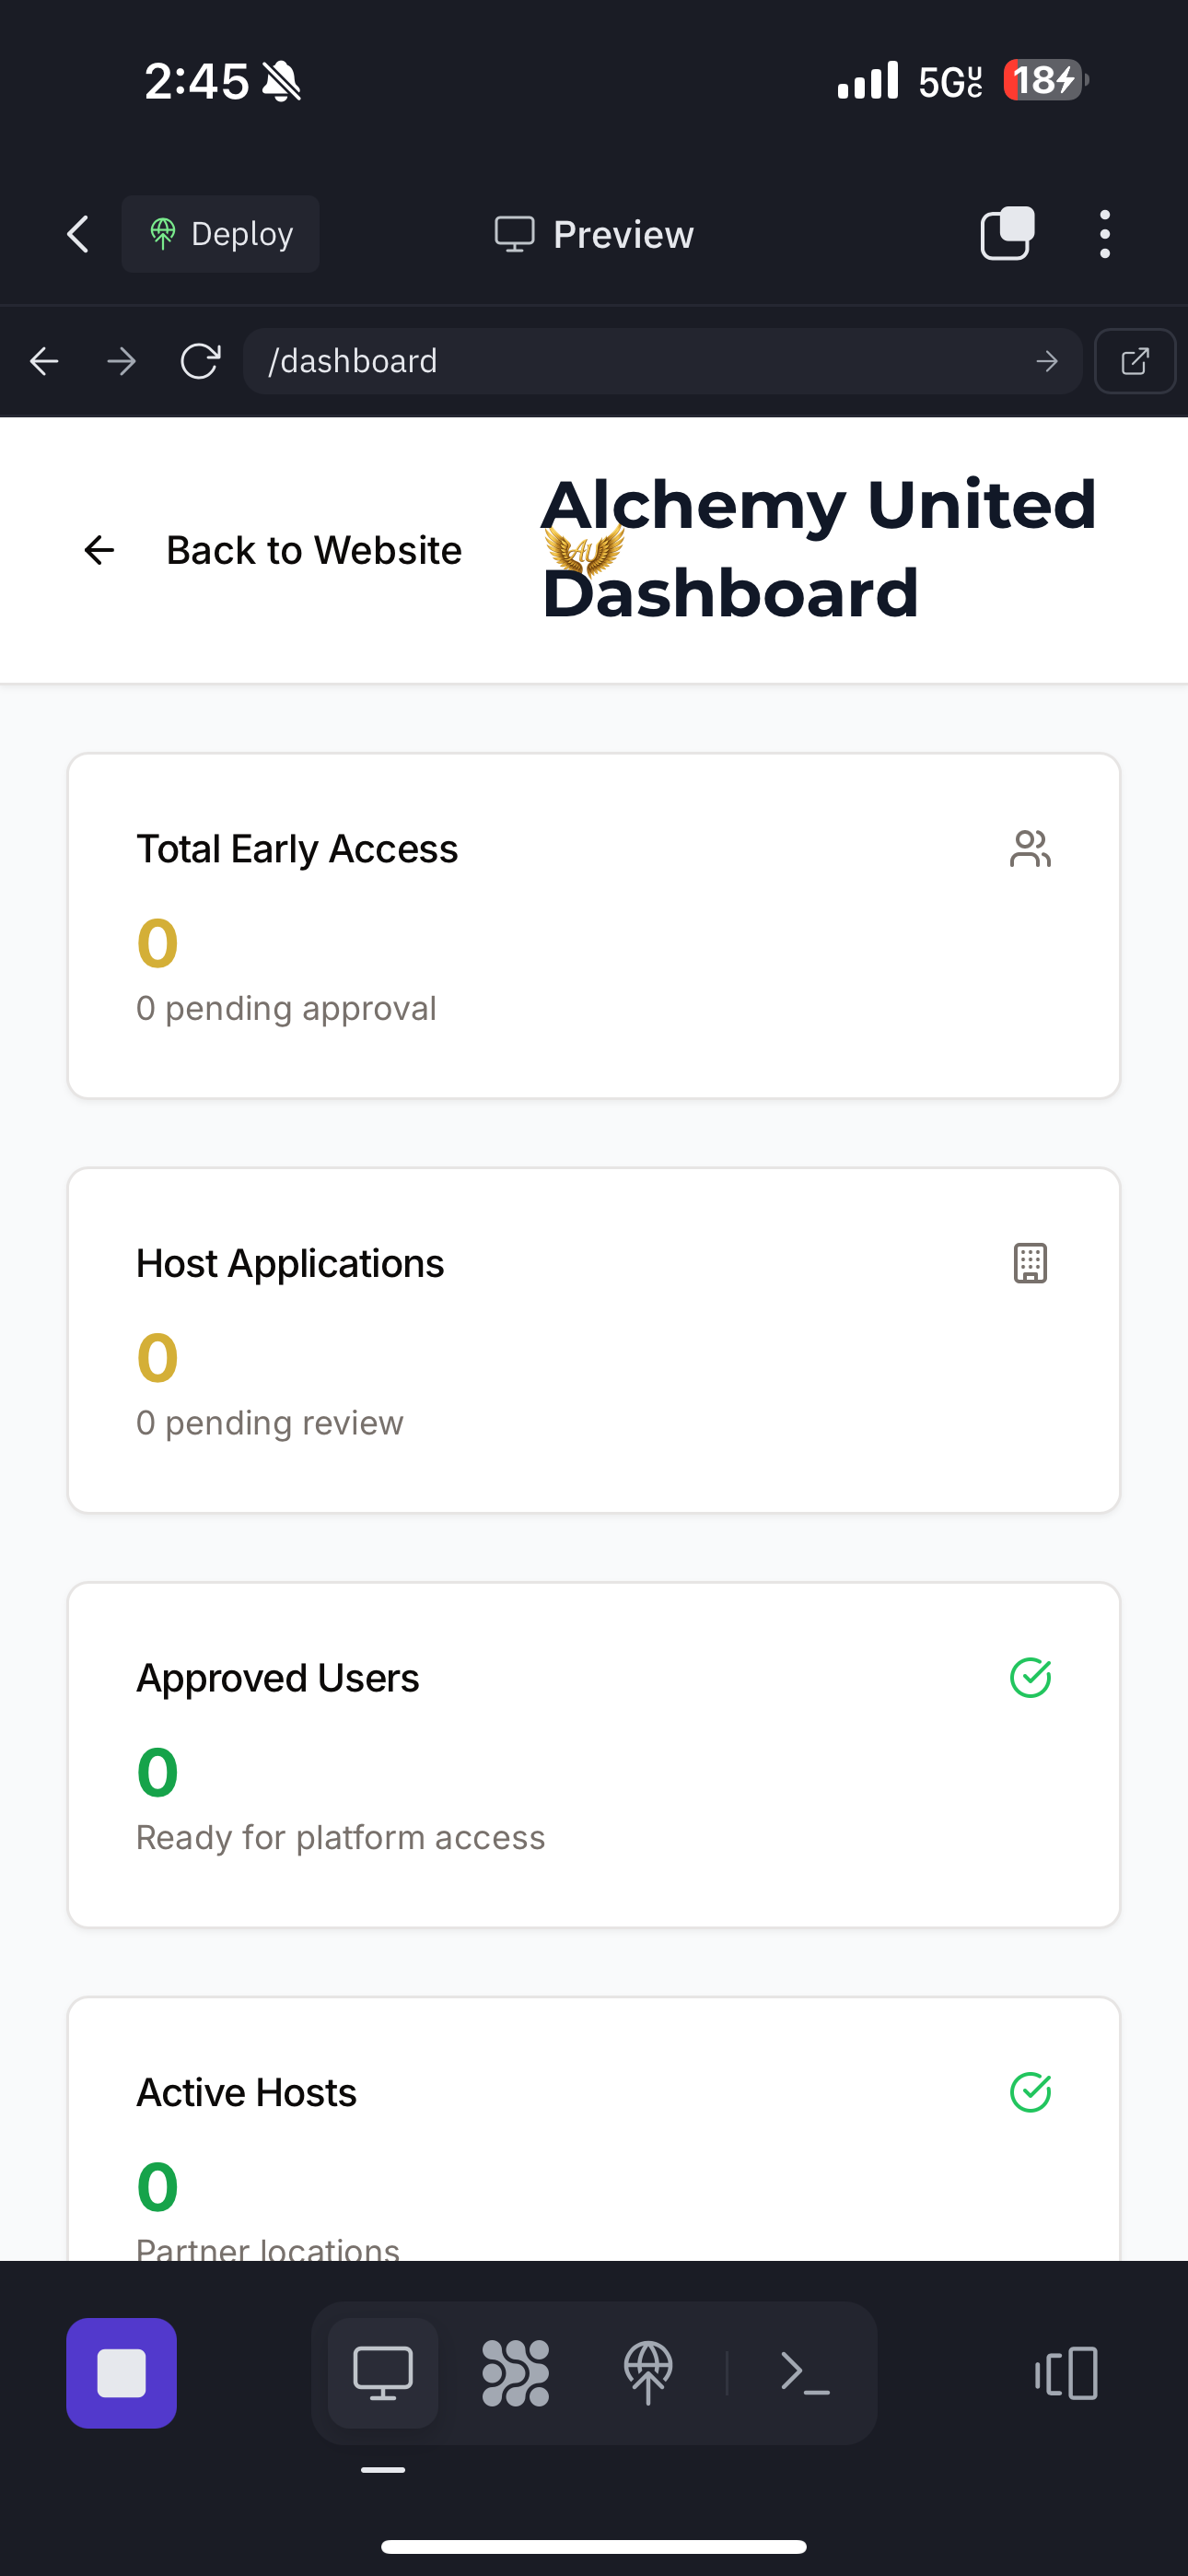 2:45
5G UC
18
Deploy
Preview
/dashboard
Back to Website
Alchemy United
AU
Dashboard
Total Early Access
0
0 pending approval
Host Applications
0
0 pending review
Approved Users
0
Ready for platform access
Active Hosts
0
Partner locations